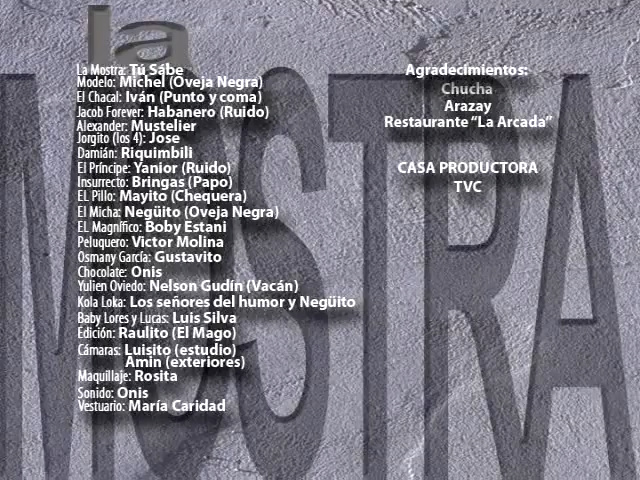 la
MOSTRA
La Mostra: Tú Sábe
Modelo: Michel (Oveja Negra)
El Chacal: Iván (Punto y coma)
Jacob Forever: Habanero (Ruido)
Alexander: Mustelier
Jorgito (los 4): Jose
Damián: Riquimbili
El Príncipe: Yanior (Ruido)
Insurrecto: Bringas (Papo)
EL Pillo: Mayito (Chequera)
El Micha: Negüito (Oveja Negra)
EL Magnífico: Boby Estani
Peluquero: Victor Molina
Osmany García: Gustavito
Chocolate: Onis
Yulien Oviedo: Nelson Gudín (Vacán)
Kola Loka: Los señores del humor y Negüito
Baby Lores y Lucas: Luis Silva
Edición: Raulito (El Mago)
Cámaras: Luisito (estudio)
Amin (exteriores)
Maquillaje: Rosita
Sonido: Onis
Vestuario: María Caridad
Agradecimientos:
Chucha
Arazay
Restaurante “La Arcada”
CASA PRODUCTORA
TVC